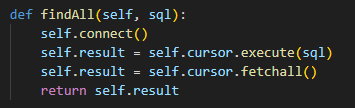 def findAll(self, sql):
    self.connect()
    self.result = self.cursor.execute(sql)
    self.result = self.cursor.fetchall()
    return self.result